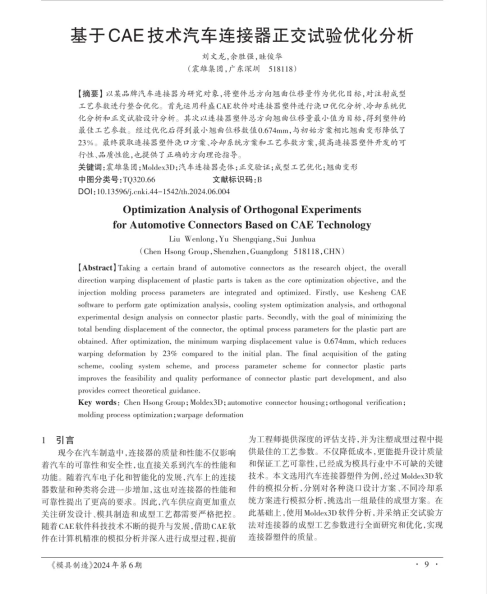 基于CAE技术汽车连接器正交试验优化分析
刘文龙,余胜强,眭俊华
(震雄集团,广东深圳 518118)
【摘要】以某品牌汽车连接器为研究对象,将塑件总方向翘曲位移量作为优化目标,对注射成型
工艺参数进行整合优化。首先运用科盛CAE软件对连接器塑件进行浇口优化分析、冷却系统优
化分析和正交试验设计分析。其次以连接器塑件总方向翘曲位移量最小值为目标,得到塑件的
最佳工艺参数。经过优化后得到最小翘曲位移数值0.674mm,与初始方案相比翘曲变形降低了
23%。最终获取连接器塑件浇口方案、冷却系统方案和工艺参数方案,提高连接器塑件开发的可
行性、品质性能,也提供了正确的方向理论指导。
关键词:震雄集团;Moldex3D;汽车连接器壳体;正交验证;成型工艺优化;翘曲变形
中图分类号:TQ320.66 文献标识码:B
DOI:10.13596/j.cnki.44-1542/th.2024.06.004
Optimization Analysis of Orthogonal Experiments
for Automotive Connectors Based on CAE Technology
Liu Wenlong, Yu Shengqiang, Sui Junhua
(Chen Hsong Group, Shenzhen, Guangdong 518118, CHN)
【Abstract】Taking a certain brand of automotive connectors as the research object, the overall
direction warping displacement of plastic parts is taken as the core optimization objective, and the
injection molding process parameters are integrated and optimized. Firstly, use Kesheng CAE
software to perform gate optimization analysis, cooling system optimization analysis, and orthogonal
experimental design analysis on connector plastic parts. Secondly, with the goal of minimizing the
total bending displacement of the connector, the optimal process parameters for the plastic part are
obtained. After optimization, the minimum warping displacement value is 0.674mm, which reduces
warping deformation by 23% compared to the initial plan. The final acquisition of the gating
scheme, cooling system scheme, and process parameter scheme for connector plastic parts
improves the feasibility and quality performance of connector plastic part development, and also
provides correct theoretical guidance.
Key words: Chen Hsong Group; Moldex3D; automotive connector housing; orthogonal verification;
molding process optimization; warpage deformation
1 引言
现今在汽车制造中,连接器的质量和性能不仅影响
着汽车的可靠性和安全性,也直接关系到汽车的性能和
功能。随着汽车电子化和智能化的发展,汽车上的连接
器数量和种类将会进一步增加,这也对连接器的性能和
可靠性提出了更高的要求。因此,汽车供应商更加重点
关注研发设计、模具制造和成型工艺都需要严格把控。
随着CAE软件科技技术不断的提升与发展,借助CAE软
件在计算机精准的模拟分析并深入进行成型过程,提前
为工程师提供深度的评估支持,并为注塑成型过程中提
供最佳的工艺参数。不仅降低成本,更能提升设计质量
和保证工艺可靠性,已经成为模具行业中不可缺的关键
技术。本文选用汽车连接器塑件为例,经过Moldex3D软
件的模拟分析,分别对各种浇口设计方案、不同冷却系
统方案进行模拟分析,挑选出一组最佳的成型方案。在
此基础上,使用Moldex3D软件分析,并采纳正交试验方
法对连接器的成型工艺参数进行全面研究和优化,实现
连接器塑件的质量。
《模具制造》2024年第6期
· 9 ·